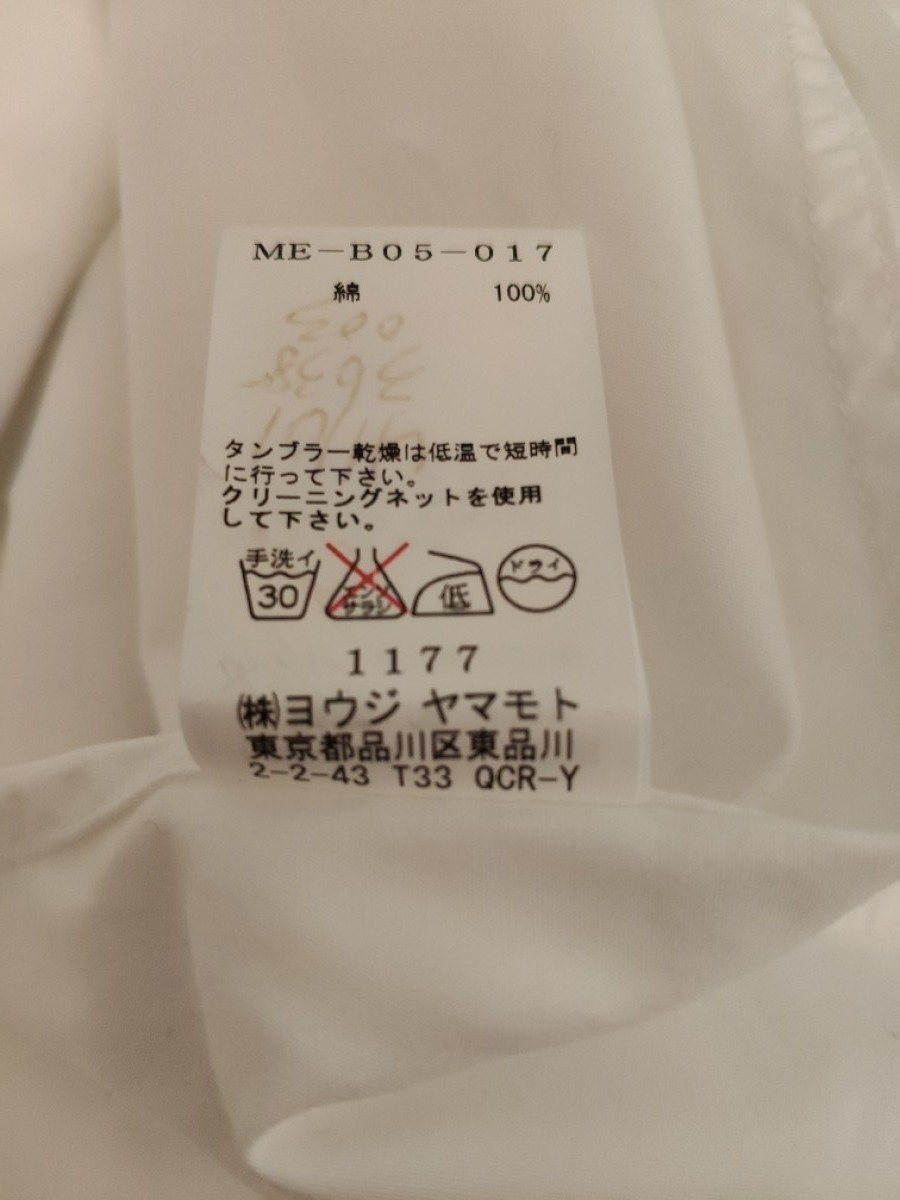 ME－B05－017
綿 100%
003
3638
タンブラー乾燥は低温で短時間
に行って下さい。
クリーニングネットを使用
して下さい。
手洗イ
30
エンソ
サラシ
低
ドライ
1177
㈱ヨウジ ヤマモト
東京都品川区東品川
2-2-43 T33 QCR-Y